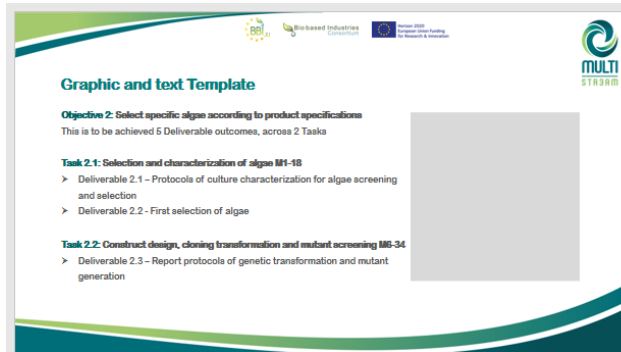 BBI JU
Biobased Industries
Consortium
Horizon 2020
European Union Funding
for Research & Innovation
MULTI
STR3AM
Graphic and text Template
Objective 2: Select specific algae according to product specifications
This is to be achieved 5 Deliverable outcomes, across 2 Tasks
Task 2.1: Selection and characterization of algae M1-18
➢ Deliverable 2.1 – Protocols of culture characterization for algae screening
and selection
➢ Deliverable 2.2 - First selection of algae
Task 2.2: Construct design, cloning transformation and mutant screening M6-34
➢ Deliverable 2.3 – Report protocols of genetic transformation and mutant
generation